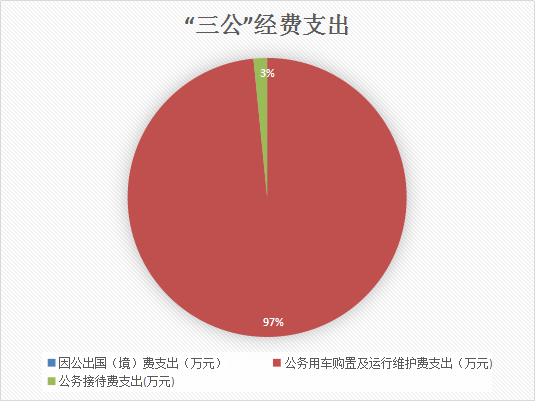 “三公”经费支出
3%
97%
因公出国（境）费支出（万元）
公务用车购置及运行维护费支出（万元）
公务接待费支出(万元)